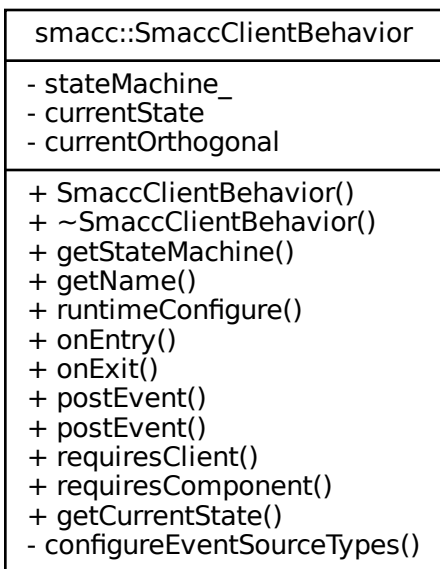 smacc::SmaccClientBehavior
- stateMachine_
- currentState
- currentOrthogonal
+ SmaccClientBehavior()
+ ~SmaccClientBehavior()
+ getStateMachine()
+ getName()
+ runtimeConfigure()
+ onEntry()
+ onExit()
+ postEvent()
+ postEvent()
+ requiresClient()
+ requiresComponent()
+ getCurrentState()
- configureEventSourceTypes()